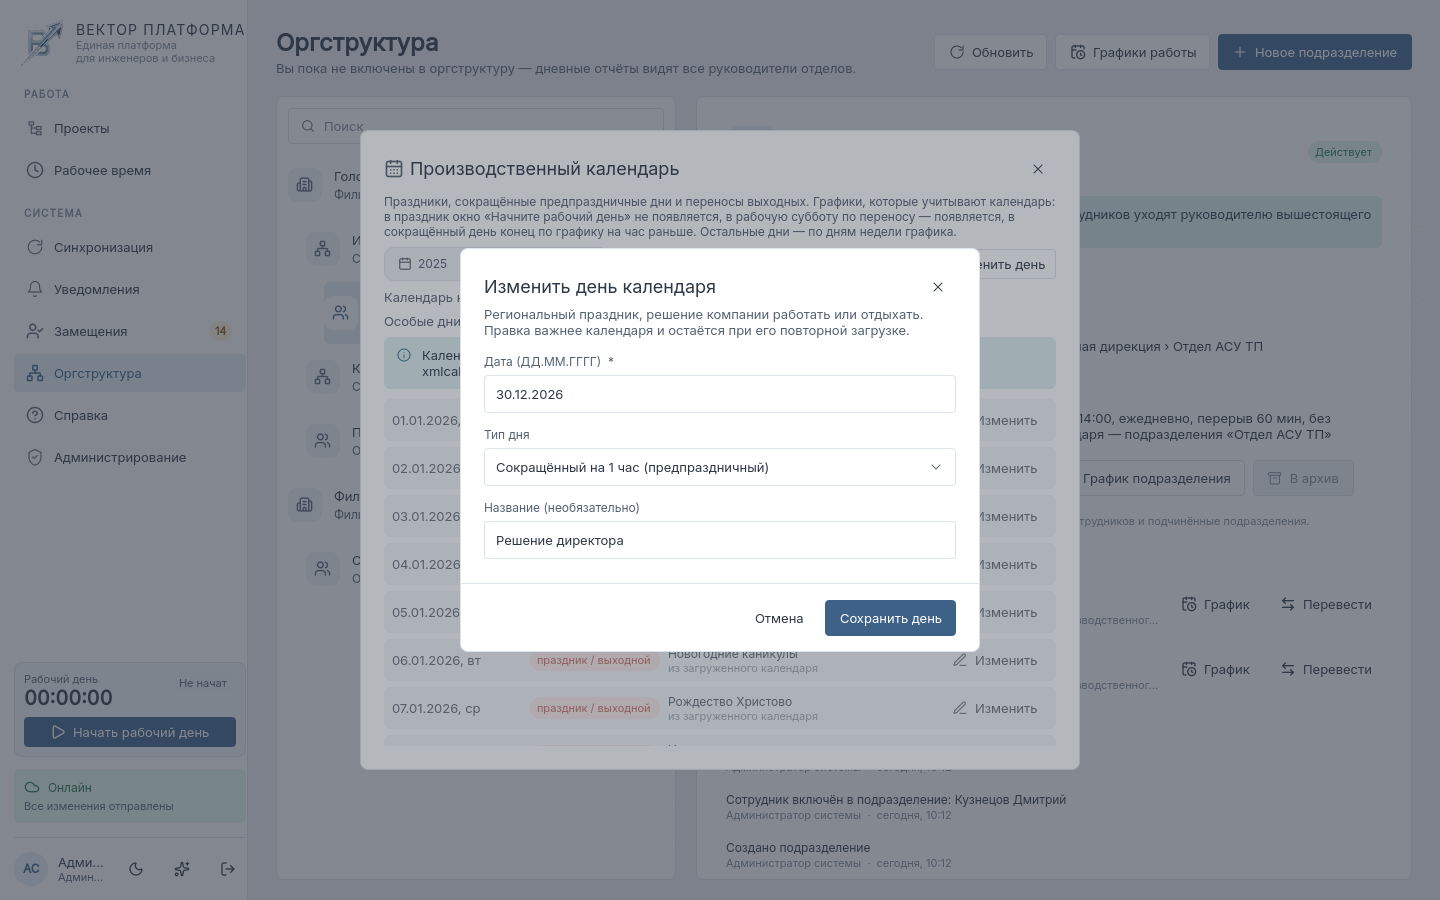 ВЕКТОР ПЛАТФОРМА
Единая платформа
для инженеров и бизнеса
РАБОТА
Проекты
Рабочее время
СИСТЕМА
Синхронизация
Уведомления
Замещения 14
Оргструктура
Справка
Администрирование
Рабочий день Не начат
00:00:00
Начать рабочий день
Онлайн
Все изменения отправлены
АС Адми...
Админ...
Оргструктура
Вы пока не включены в оргструктуру — дневные отчёты видят все руководители отделов.
Обновить
Графики работы
Новое подразделение
Поиск
Действует
руководителю вышестоящего
ая дирекция › Отдел АСУ ТП
14:00, ежедневно, перерыв 60 мин, без
— подразделения «Отдел АСУ ТП»
График подразделения
В архив
и подчинённые подразделения.
График Перевести
График Перевести
сегодня, 10:12
Сотрудник включён в подразделение: Кузнецов Дмитрий
Администратор системы · сегодня, 10:12
Создано подразделение
Администратор системы · сегодня, 10:12
Производственный календарь
Праздники, сокращённые предпраздничные дни и переносы выходных. Графики, которые учитывают календарь:
в праздник окно «Начните рабочий день» не появляется, в рабочую субботу по переносу — появляется, в
сокращённый день конец по графику на час раньше. Остальные дни — по дням недели графика.
2025
день
Календарь
Особые дни
01.01.2026, Изменить
02.01.2026 Изменить
03.01.2026 Изменить
04.01.2026 Изменить
05.01.2026 Изменить
06.01.2026, вт праздник / выходной Новогодние каникулы Изменить
из загруженного календаря
07.01.2026, ср праздник / выходной Рождество Христово Изменить
из загруженного календаря
Изменить день календаря
Региональный праздник, решение компании работать или отдыхать.
Правка важнее календаря и остаётся при его повторной загрузке.
Дата (ДД.ММ.ГГГГ) *
30.12.2026
Тип дня
Сокращённый на 1 час (предпраздничный)
Название (необязательно)
Решение директора
Отмена
Сохранить день